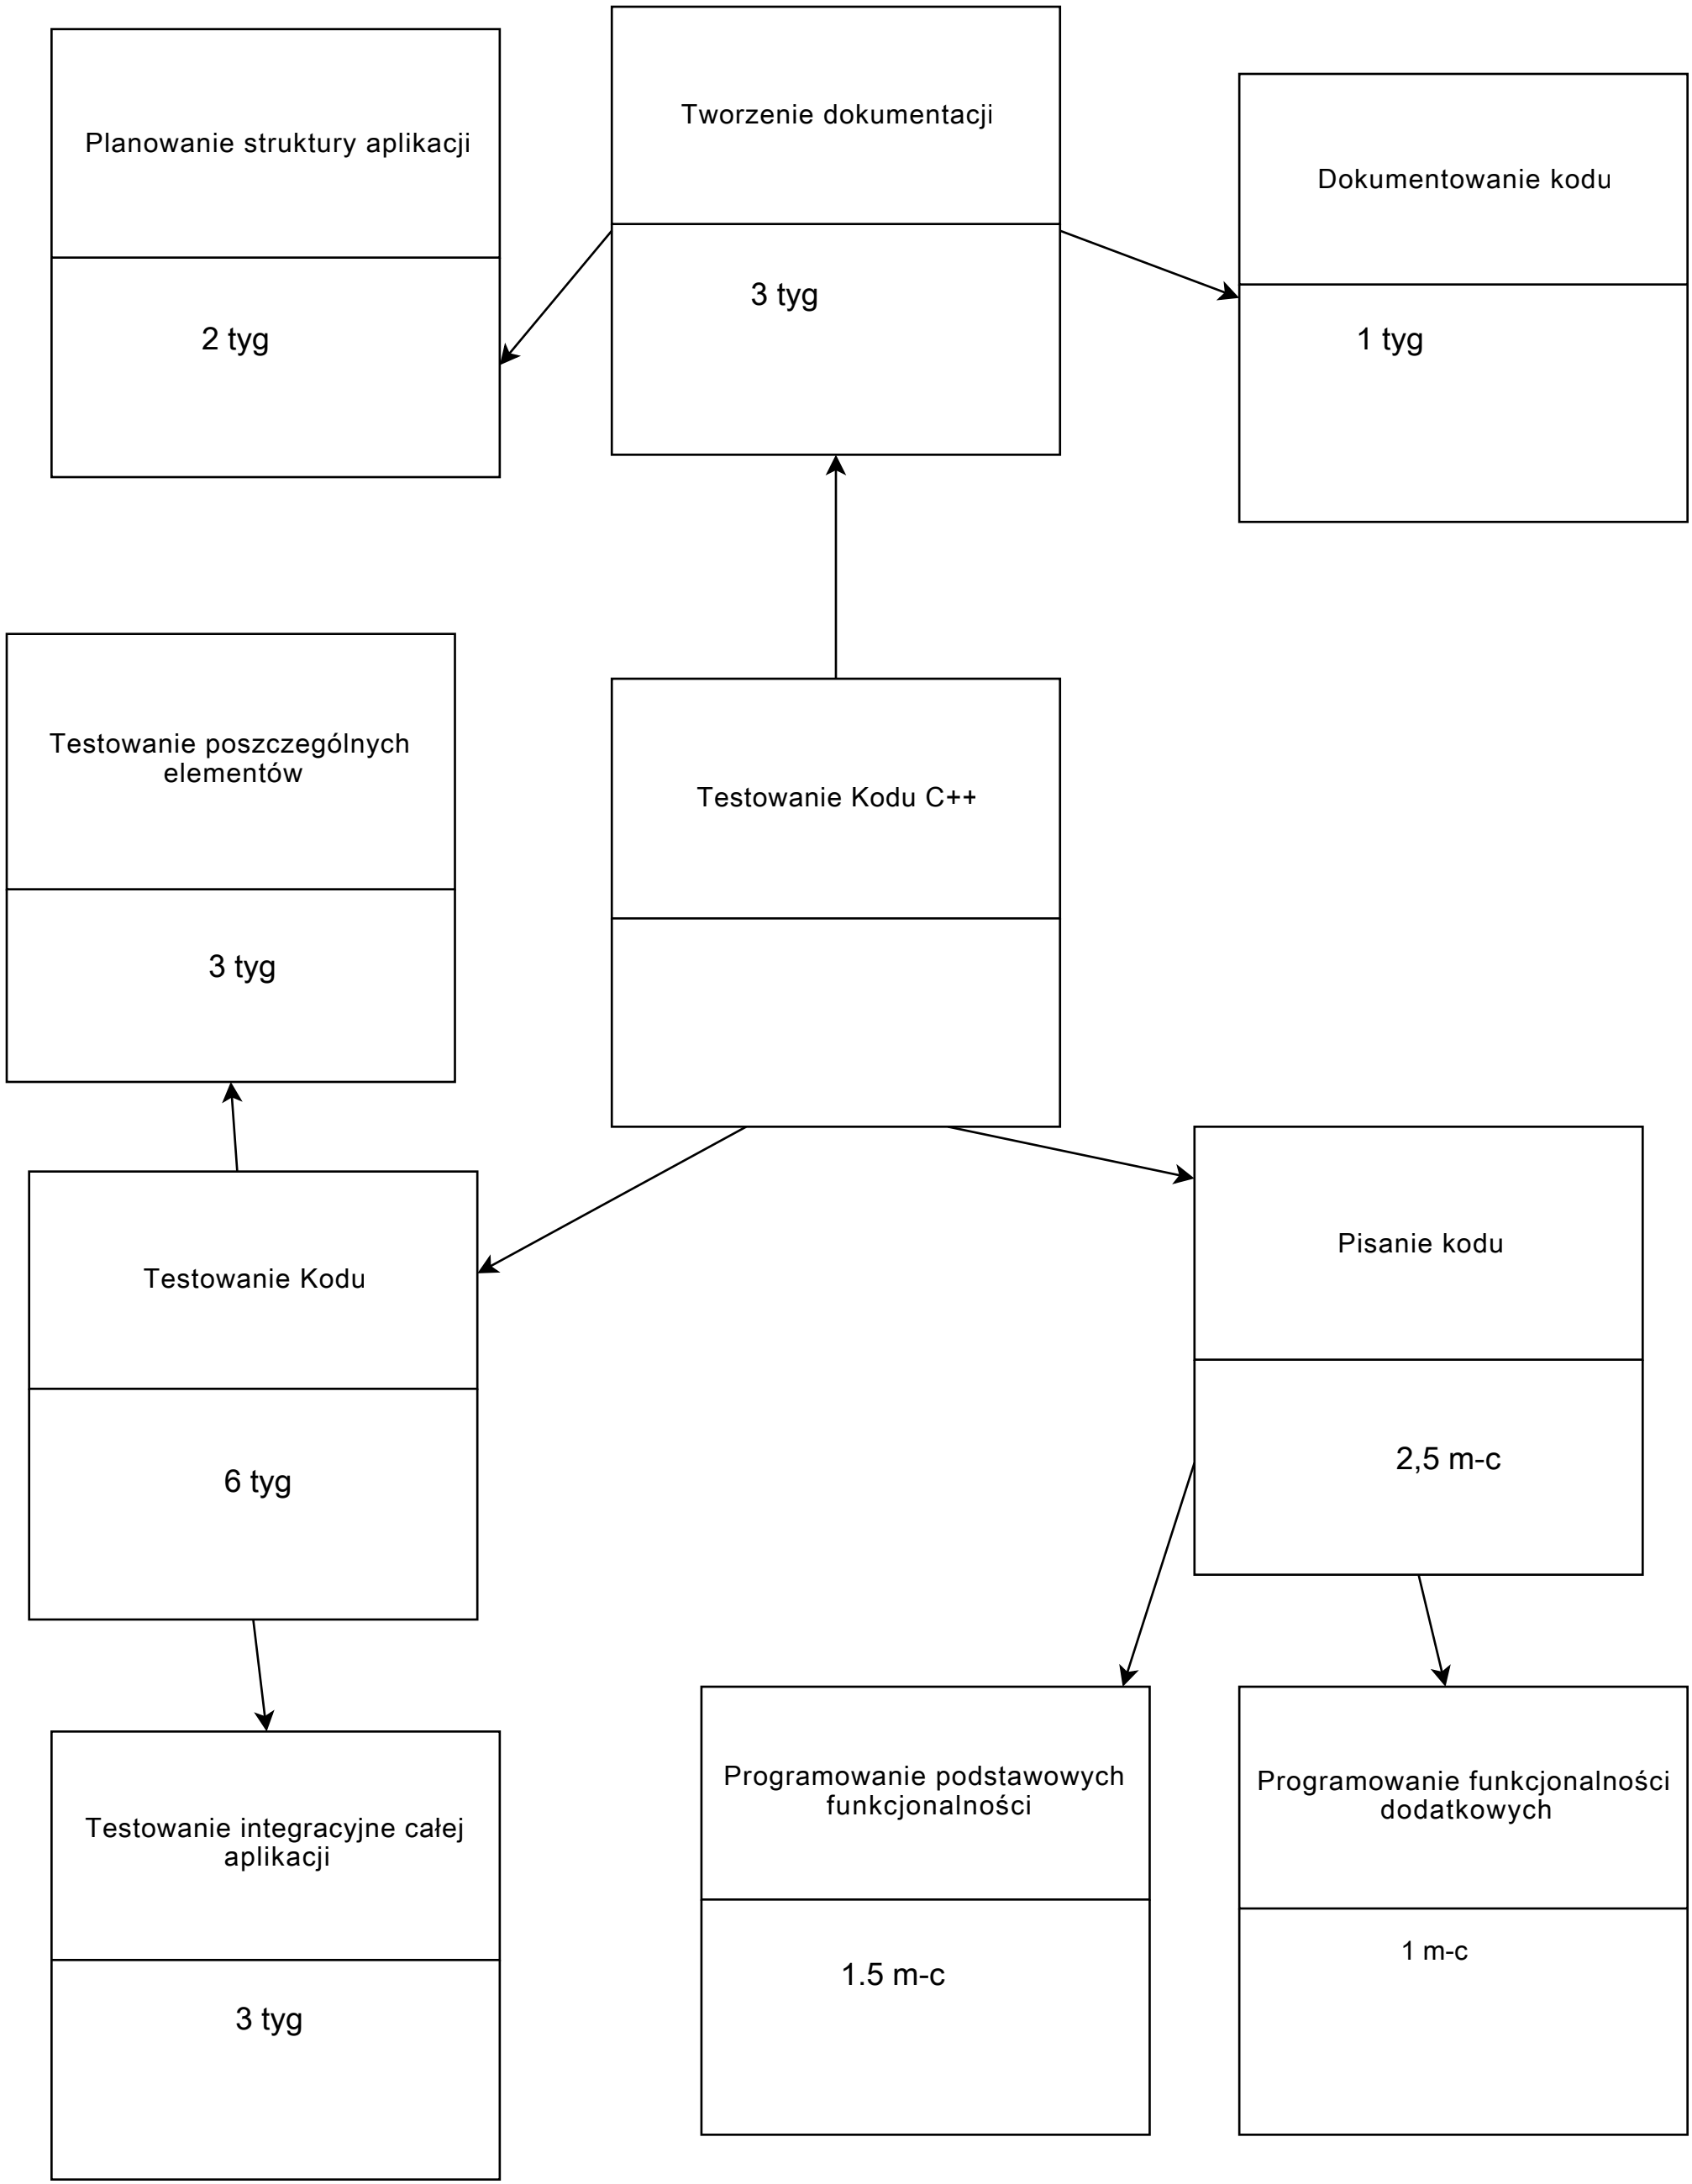 Planowanie struktury aplikacji
2 tyg
Tworzenie dokumentacji
3 tyg
Dokumentowanie kodu
1 tyg
Testowanie poszczególnych
elementów
3 tyg
Testowanie Kodu C++
Testowanie Kodu
6 tyg
Pisanie kodu
2,5 m-c
Testowanie integracyjne całej
aplikacji
3 tyg
Programowanie podstawowych
funkcjonalności
1.5 m-c
Programowanie funkcjonalności
dodatkowych
1 m-c